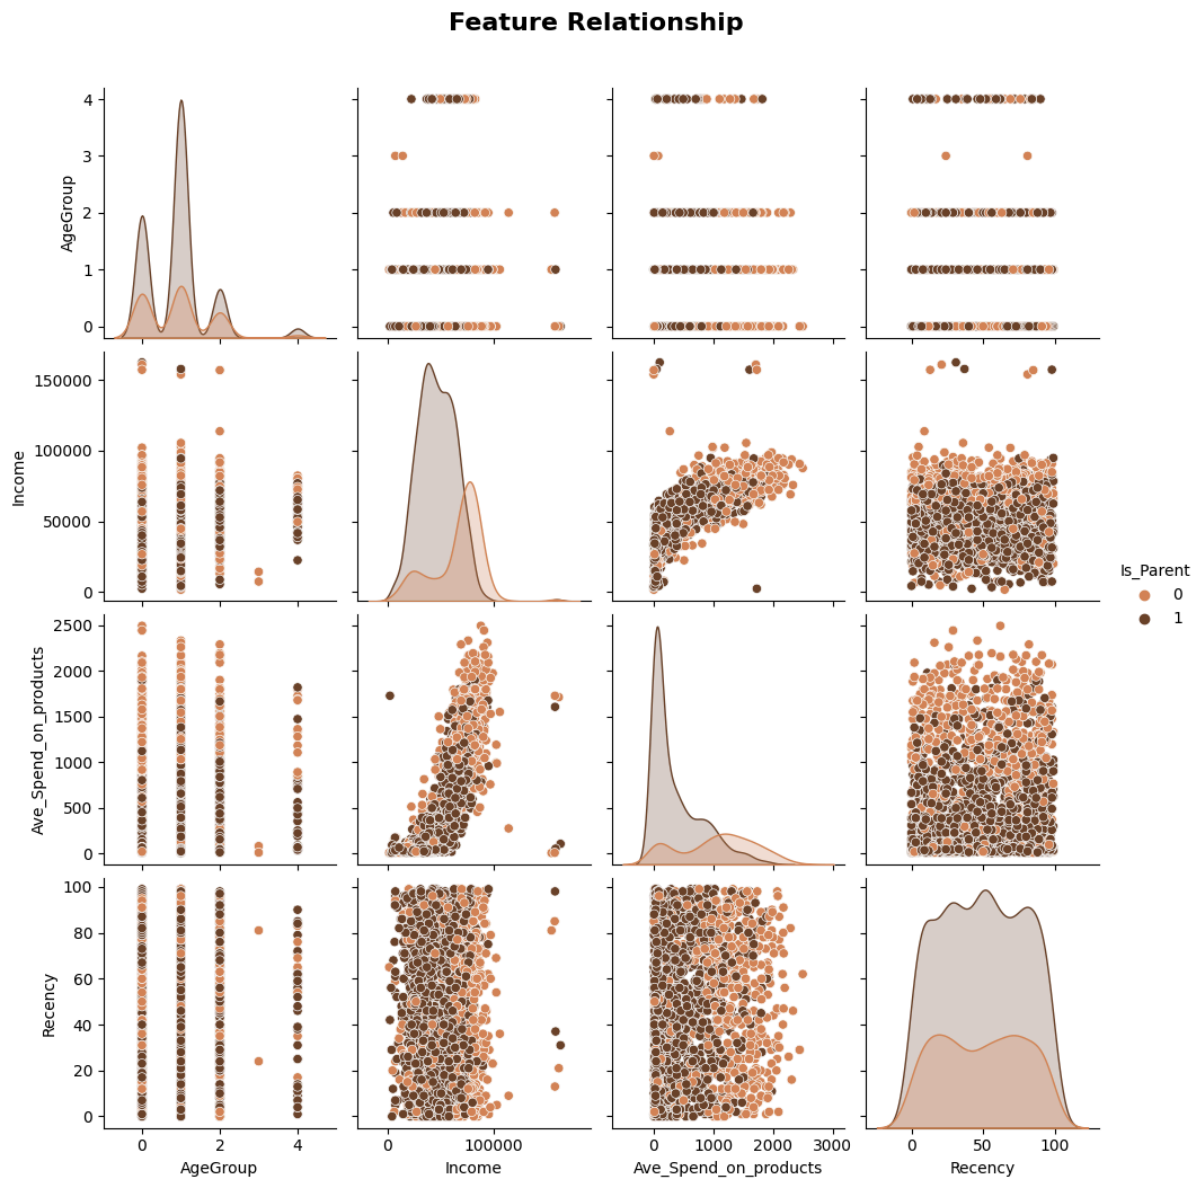 Feature Relationship
AgeGroup
4
3
2
1
0
Income
150000
100000
50000
0
Is_Parent
0
1
Ave_Spend_on_products
2500
2000
1500
1000
500
0
Recency
100
80
60
40
20
0
0 2 4
0 100000
0 1000 2000 3000
0 50 100
AgeGroup
Income
Ave_Spend_on_products
Recency